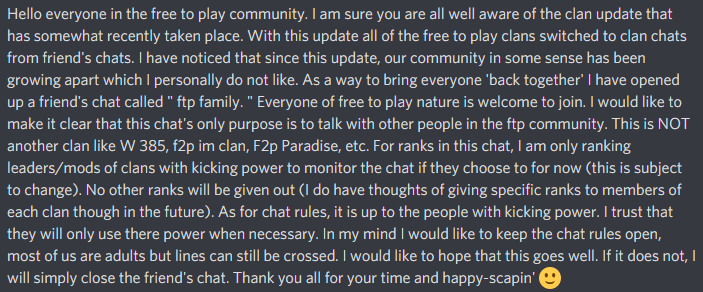 Hello everyone in the free to play community. I am sure you are all well aware of the clan update that
has somewhat recently taken place. With this update all of the free to play clans switched to clan chats
from friend's chats. I have noticed that since this update, our community in some sense has been
growing apart which I personally do not like. As a way to bring everyone 'back together' I have opened
up a friend's chat called " ftp family. " Everyone of free to play nature is welcome to join. I would like to
make it clear that this chat's only purpose is to talk with other people in the ftp community. This is NOT
another clan like W 385, f2p im clan, F2p Paradise, etc. For ranks in this chat, I am only ranking
leaders/mods of clans with kicking power to monitor the chat if they choose to for now (this is subject
to change). No other ranks will be given out (I do have thoughts of giving specific ranks to members of
each clan though in the future). As for chat rules, it is up to the people with kicking power. I trust that
they will only use there power when necessary. In my mind I would like to keep the chat rules open,
most of us are adults but lines can still be crossed. I would like to hope that this goes well. If it does not, I
will simply close the friend's chat. Thank you all for your time and happy-scapin' 🙂